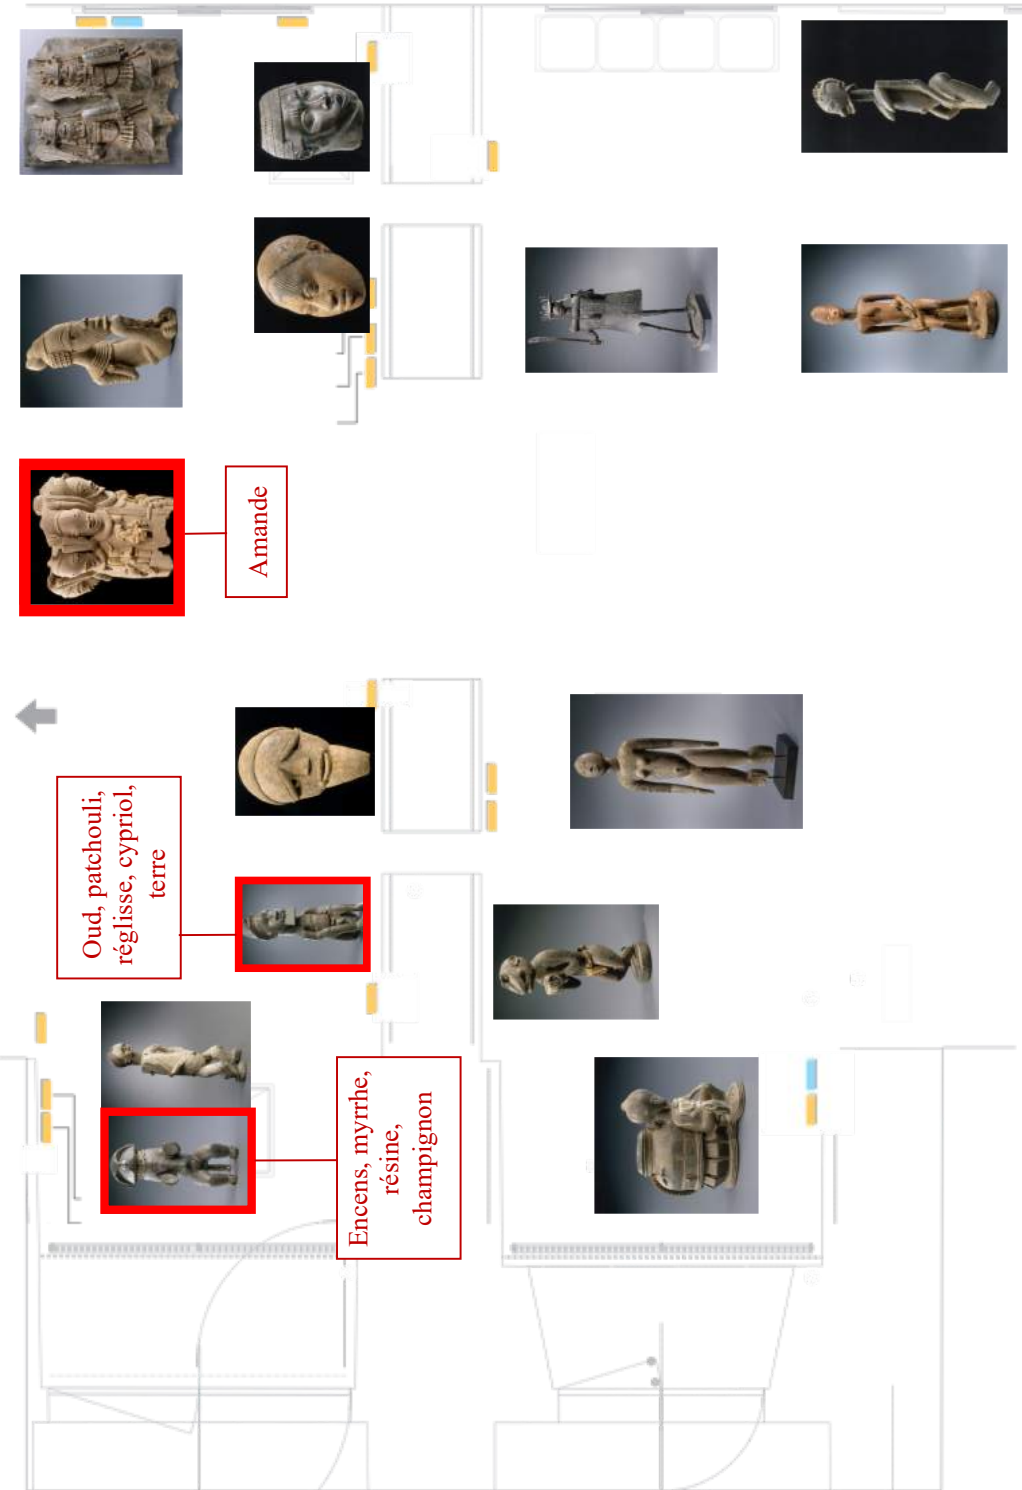 Amande
Oud, patchouli,
réglisse, cypriol,
terre
Encens, myrrhe,
résine,
champignon